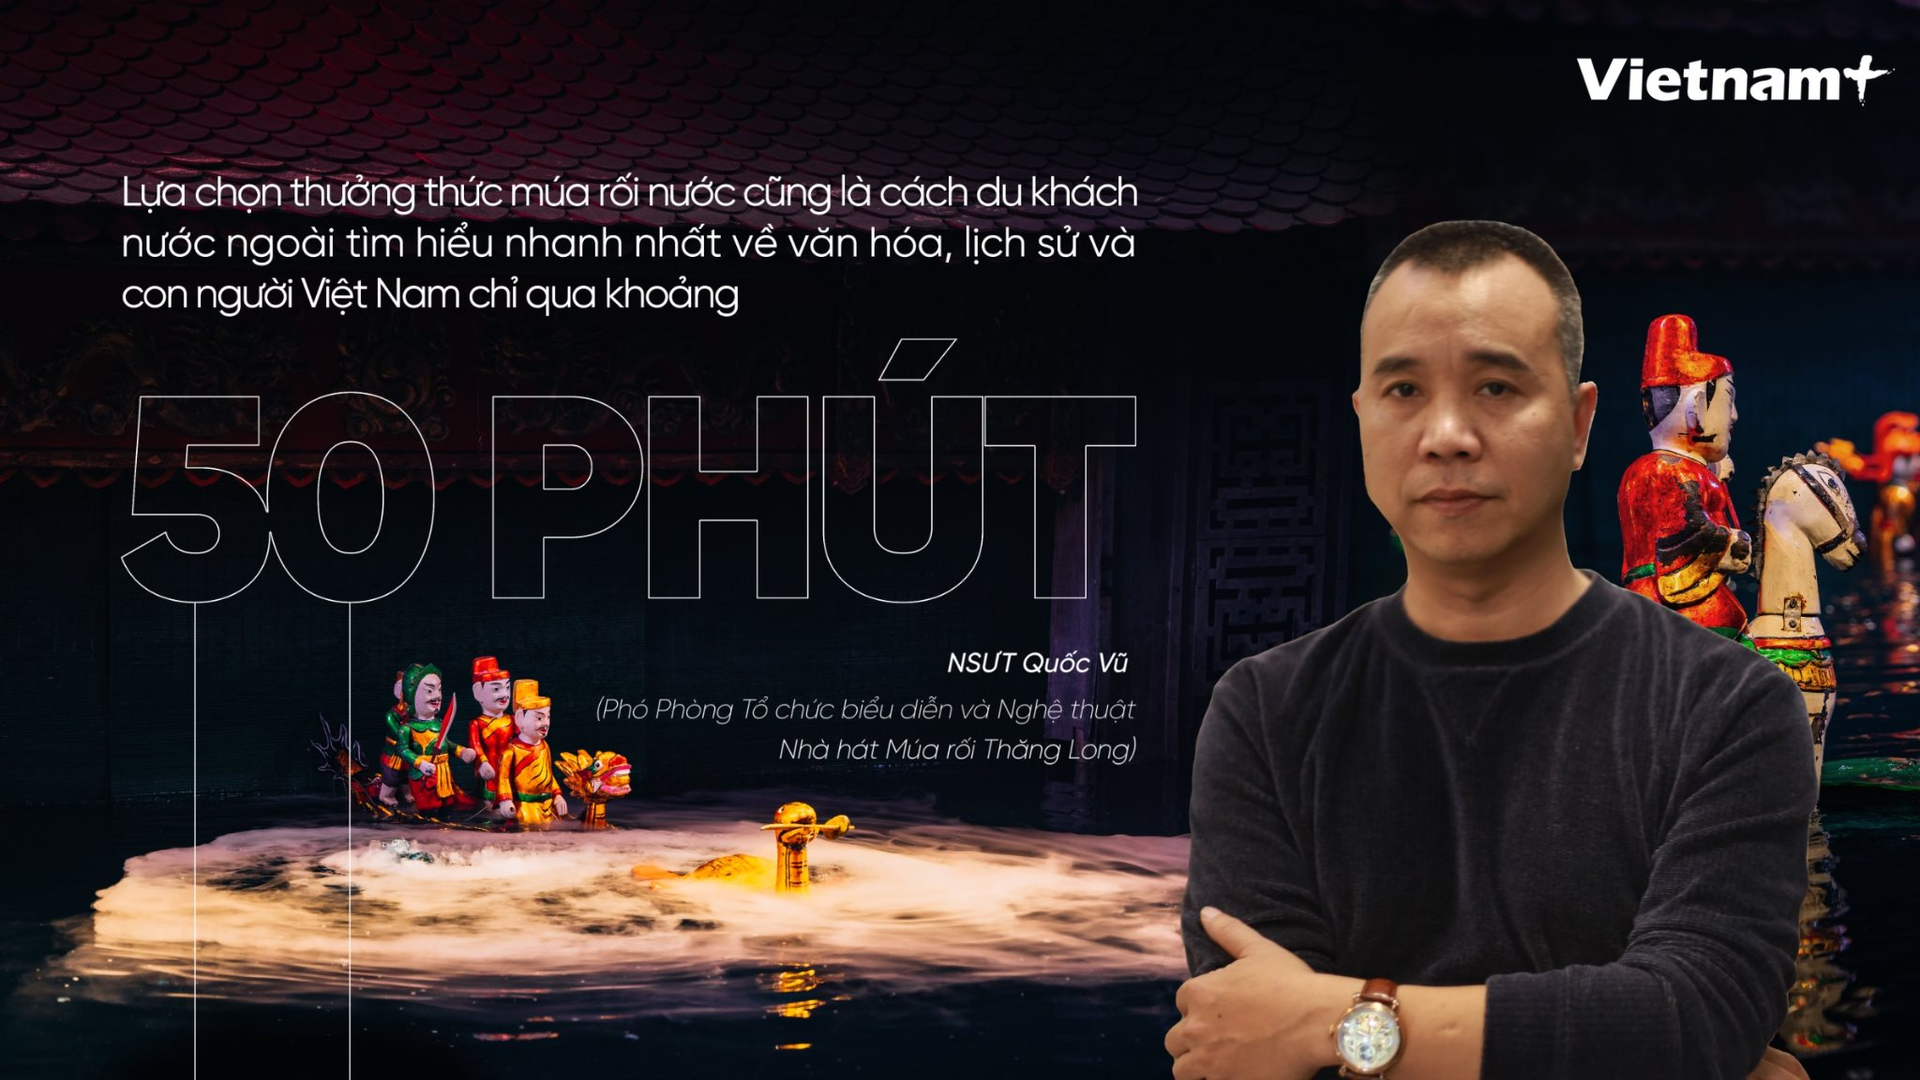 Vietnam+
Lựa chọn thưởng thức múa rối nước cũng là cách du khách
nước ngoài tìm hiểu nhanh nhất về văn hóa, lịch sử và
con người Việt Nam chỉ qua khoảng
50 PHÚT
NSƯT Quốc Vũ
(Phó Phòng Tổ chức biểu diễn và Nghệ thuật
Nhà hát Múa rối Thăng Long)